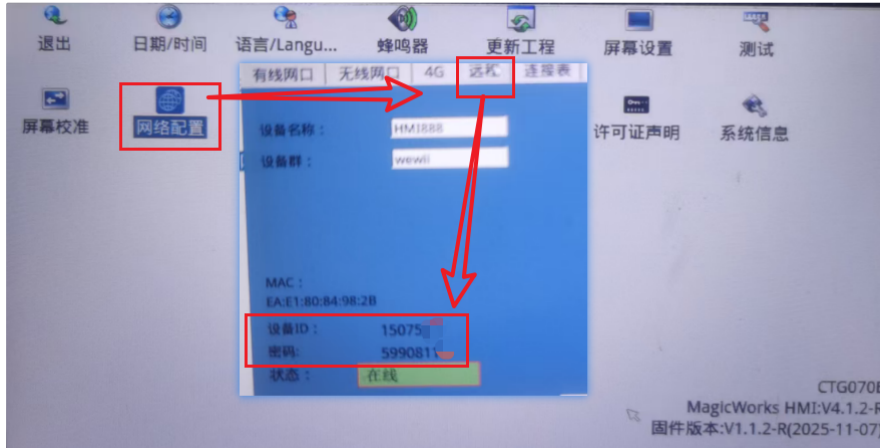 退出
日期/时间
语言/Langu...
蜂鸣器
更新工程
屏幕设置
测试
屏幕校准
网络配置
有线网口 无线网口 4G 远程 连接表
设备名称： HMI888
设备群： wewii
MAC：
EA:E1:80:84:98:2B
设备ID： 15075
密码: 599081
状态： 在线
许可证声明
系统信息
CTG070E
MagicWorks HMI:V4.1.2-R
固件版本:V1.1.2-R(2025-11-07)